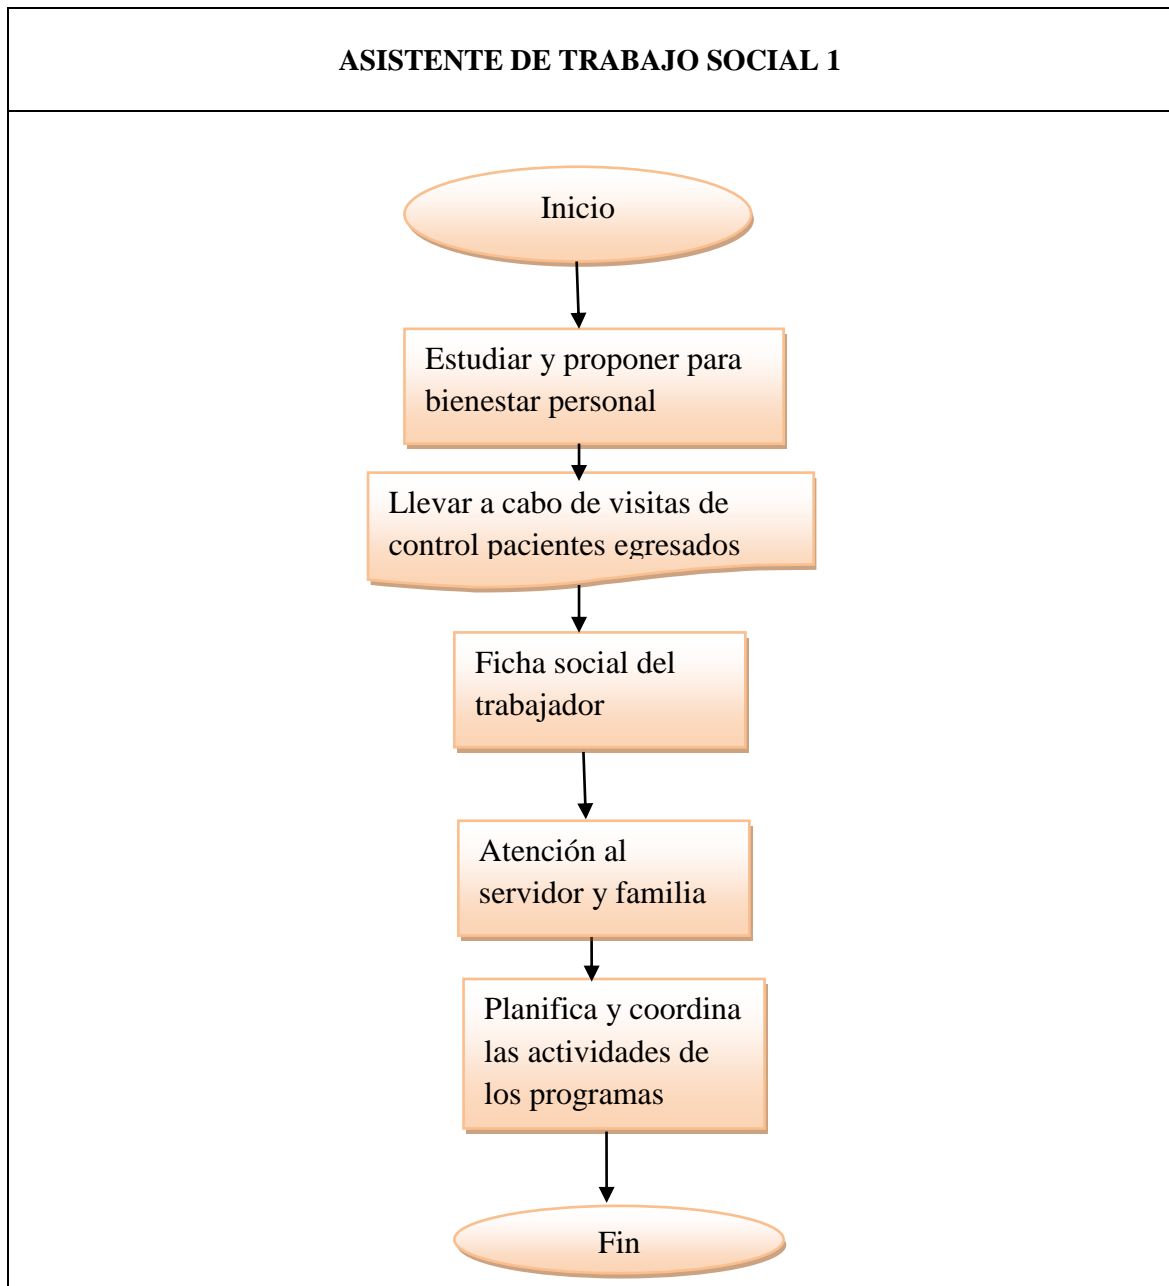 ASISTENTE DE TRABAJO SOCIAL 1
Inicio
Estudiar y proponer para
bienestar personal
Llevar a cabo de visitas de
control pacientes egresados
Ficha social del
trabajador
Atención al
servidor y familia
Planifica y coordina
las actividades de
los programas
Fin